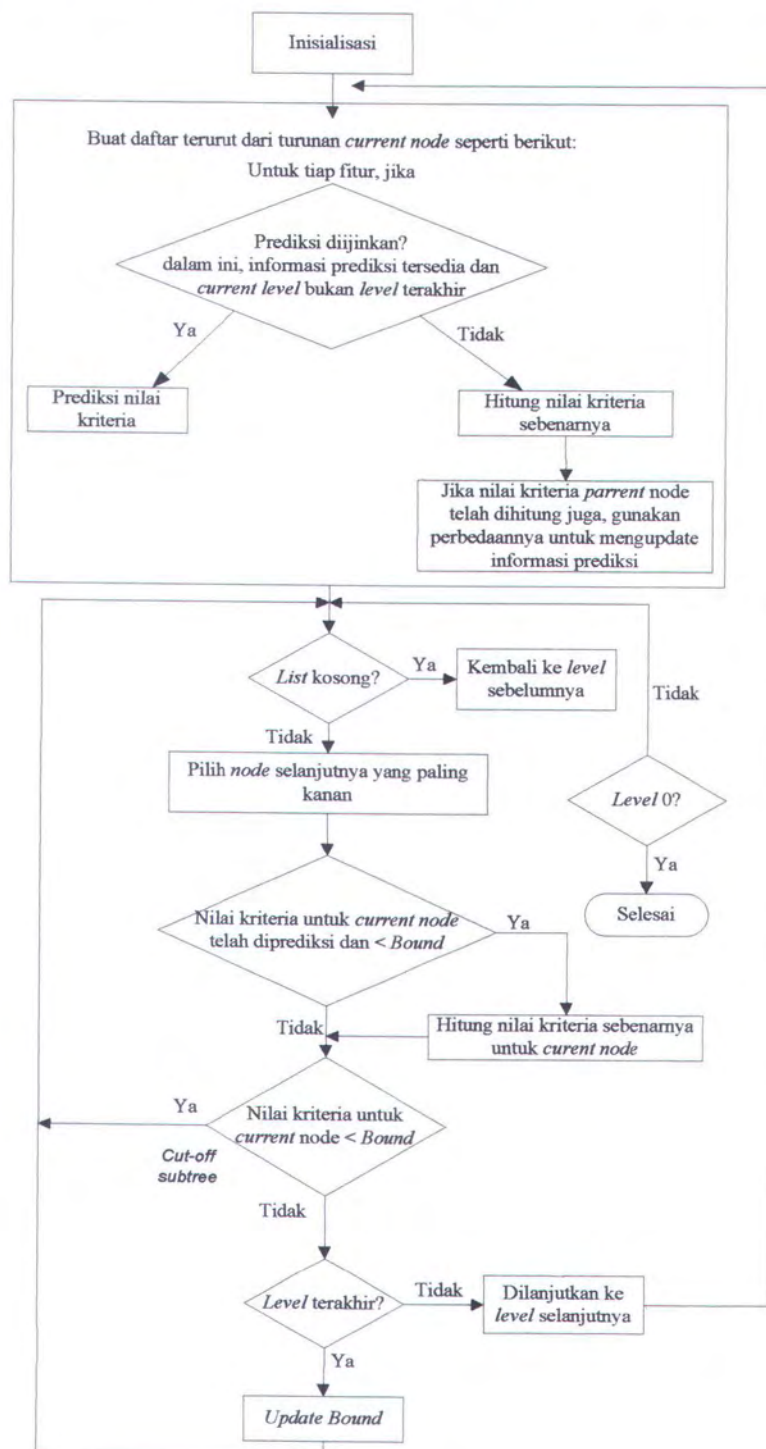 Inisialisasi
Buat daftar terurut dari turunan current node seperti berikut:
Untuk tiap fitur, jika
Prediksi diijinkan?
dalam ini, informasi prediksi tersedia dan
current level bukan level terakhir
Ya
Tidak
Prediksi nilai
kriteria
Hitung nilai kriteria
sebenarnya
Jika nilai kriteria parrent node
telah dihitung juga, gunakan
perbedaannya untuk mengupdate
informasi prediksi
List kosong?
Ya
Kembali ke level
sebelumnya
Tidak
Tidak
Pilih node selanjutnya yang paling
kanan
Level 0?
Ya
Selesai
Nilai kriteria untuk current node
telah diprediksi dan < Bound
Ya
Tidak
Hitung nilai kriteria sebenarnya
untuk curent node
Ya
Nilai kriteria untuk
current node < Bound
Cut-off
subtree
Tidak
Level terakhir?
Tidak
Dilanjutkan ke
level selanjutnya
Ya
Update Bound